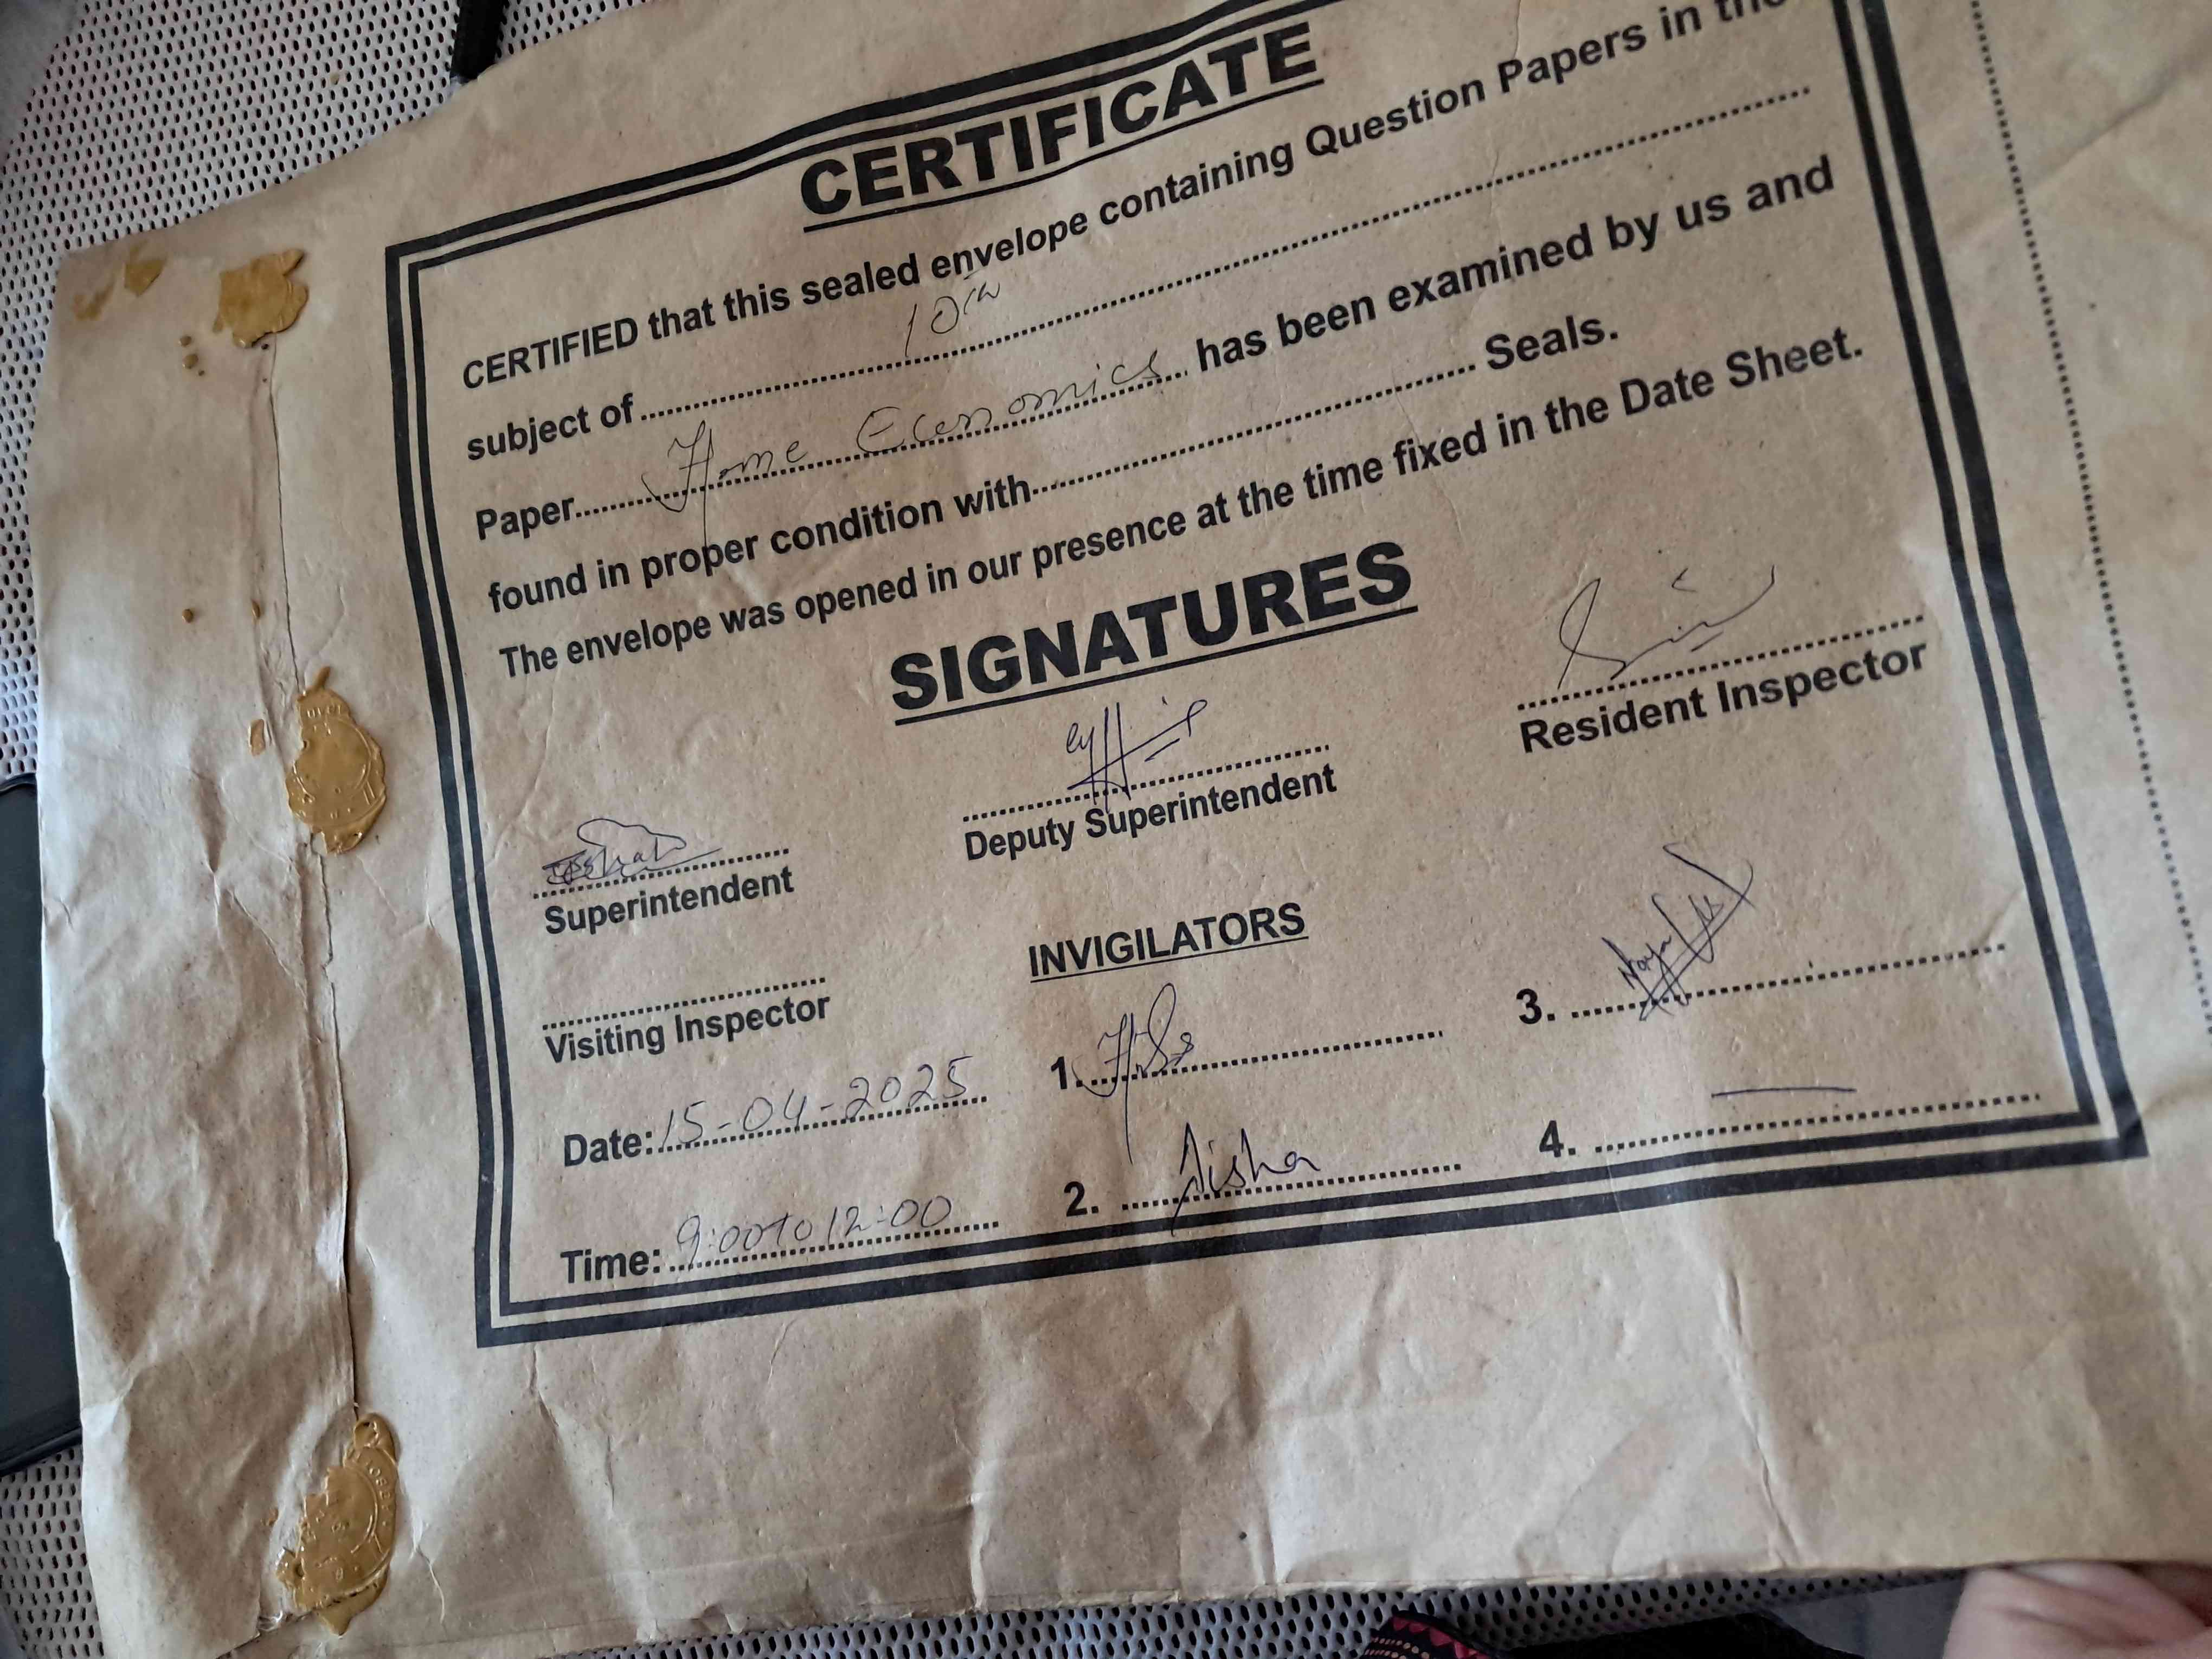 CERTIFICATE
CERTIFIED that this sealed envelope containing Question Papers in the
subject of 10th
Paper Home Economics has been examined by us and
found in proper condition with Seals.
The envelope was opened in our presence at the time fixed in the Date Sheet.
SIGNATURES
Superintendent
Deputy Superintendent
Resident Inspector
Visiting Inspector
INVIGILATORS
1.
3.
Date: 15-04-2025
2. Aisha
4. —
Time: 9:00 to 12:00